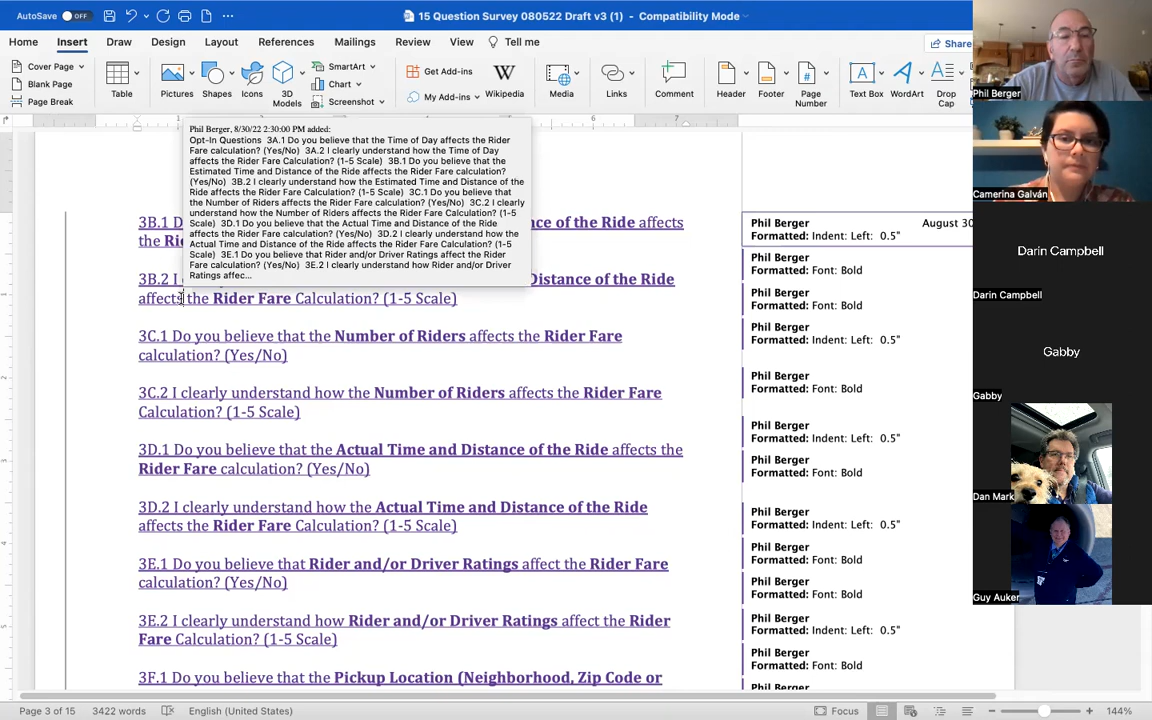 AutoSave OFF
15 Question Survey 080522 Draft v3 (1) - Compatibility Mode
Home Insert Draw Design Layout References Mailings Review View Tell me
Share
Cover Page
Blank Page
Page Break
Table
Pictures
Shapes
Icons
3D
Models
SmartArt
Chart
Screenshot
Get Add-ins
My Add-ins
Wikipedia
Media
Links
Comment
Header
Footer
Page
Number
Text Box
WordArt
Drop
Cap
Phil Berger, 8/30/22 2:30:00 PM added:
Opt-In Questions 3A.1 Do you believe that the Time of Day affects the Rider
Fare calculation? (Yes/No) 3A.2 I clearly understand how the Time of Day
affects the Rider Fare Calculation? (1-5 Scale) 3B.1 Do you believe that the
Estimated Time and Distance of the Ride affects the Rider Fare calculation?
(Yes/No) 3B.2 I clearly understand how the Estimated Time and Distance of the
Ride affects the Rider Fare Calculation? (1-5 Scale) 3C.1 Do you believe that
the Number of Riders affects the Rider Fare calculation? (Yes/No) 3C.2 I clearly
understand how the Number of Riders affects the Rider Fare Calculation? (1-5
Scale) 3D.1 Do you believe that the Actual Time and Distance of the Ride
affects the Rider Fare calculation? (Yes/No) 3D.2 I clearly understand how the
Actual Time and Distance of the Ride affects the Rider Fare Calculation? (1-5
Scale) 3E.1 Do you believe that Rider and/or Driver Ratings affect the Rider
Fare calculation? (Yes/No) 3E.2 I clearly understand how Rider and/or Driver
Ratings affec...
3B.1 D nce of the Ride affects
the Ri
3B.2 I Distance of the Ride
affects the Rider Fare Calculation? (1-5 Scale)
3C.1 Do you believe that the Number of Riders affects the Rider Fare
calculation? (Yes/No)
3C.2 I clearly understand how the Number of Riders affects the Rider Fare
Calculation? (1-5 Scale)
3D.1 Do you believe that the Actual Time and Distance of the Ride affects the
Rider Fare calculation? (Yes/No)
3D.2 I clearly understand how the Actual Time and Distance of the Ride
affects the Rider Fare Calculation? (1-5 Scale)
3E.1 Do you believe that Rider and/or Driver Ratings affect the Rider Fare
calculation? (Yes/No)
3E.2 I clearly understand how Rider and/or Driver Ratings affect the Rider
Fare Calculation? (1-5 Scale)
3F.1 Do you believe that the Pickup Location (Neighborhood, Zip Code or
Phil Berger August 30
Formatted: Indent: Left: 0.5"
Phil Berger
Formatted: Font: Bold
Phil Berger
Formatted: Font: Bold
Phil Berger
Formatted: Indent: Left: 0.5"
Phil Berger
Formatted: Font: Bold
Phil Berger
Formatted: Indent: Left: 0.5"
Phil Berger
Formatted: Font: Bold
Phil Berger
Formatted: Indent: Left: 0.5"
Phil Berger
Formatted: Font: Bold
Phil Berger
Formatted: Font: Bold
Phil Berger
Formatted: Indent: Left: 0.5"
Phil Berger
Formatted: Font: Bold
Phil Berger
Phil Berger
Camerina Galván
Darin Campbell
Darin Campbell
Gabby
Gabby
Dan Mark
Guy Auker
Page 3 of 15 3422 words English (United States) Focus 144%